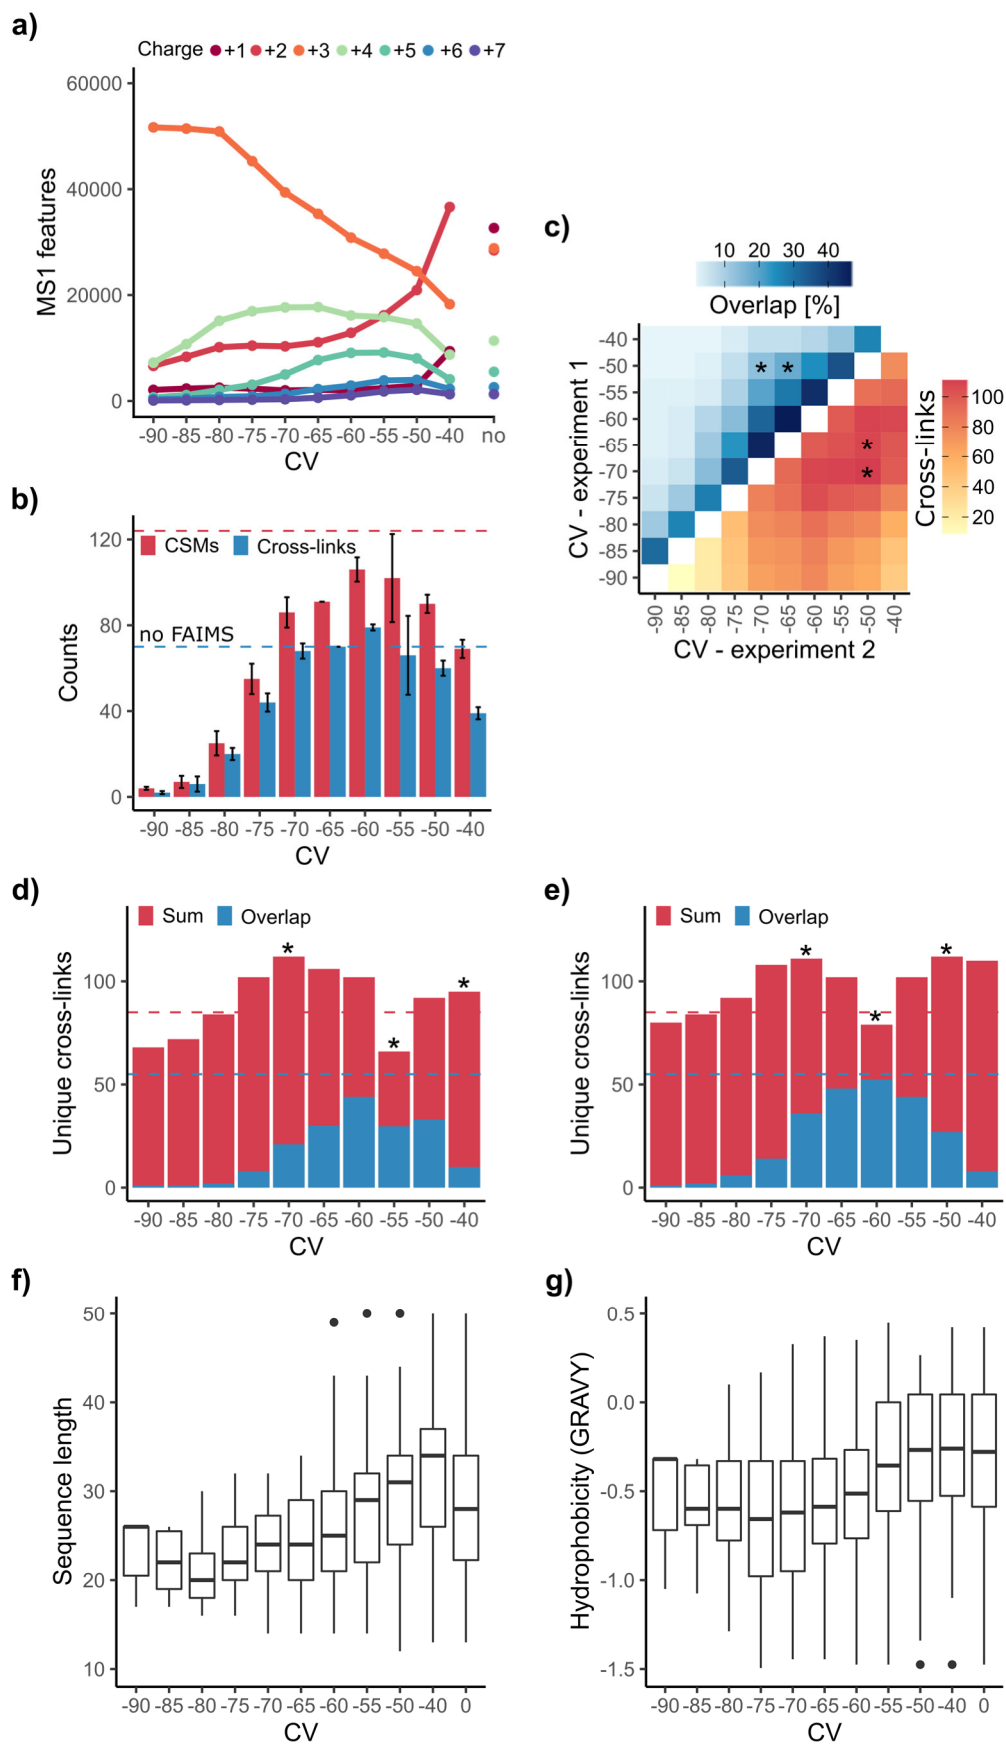 a)
Charge +1 +2 +3 +4 +5 +6 +7
60000
40000
20000
0
MS1 features
-90 -85 -80 -75 -70 -65 -60 -55 -50 -40 no
CV
b)
CSMs Cross-links
120
80
40
0
no FAIMS
Counts
-90 -85 -80 -75 -70 -65 -60 -55 -50 -40
CV
c)
10 20 30 40
Overlap [%]
-40
-50
-55
-60
-65
-70
-75
-80
-85
-90
* *
*
*
CV - experiment 1
-90 -85 -80 -75 -70 -65 -60 -55 -50 -40
CV - experiment 2
Cross-links
100
80
60
40
20
d)
Sum Overlap
100
50
0
* * *
Unique cross-links
-90 -85 -80 -75 -70 -65 -60 -55 -50 -40
CV
e)
Sum Overlap
100
50
0
* * *
Unique cross-links
-90 -85 -80 -75 -70 -65 -60 -55 -50 -40
CV
f)
50
40
30
20
10
Sequence length
-90 -85 -80 -75 -70 -65 -60 -55 -50 -40 0
CV
g)
0.5
0.0
-0.5
-1.0
-1.5
Hydrophobicity (GRAVY)
-90 -85 -80 -75 -70 -65 -60 -55 -50 -40 0
CV